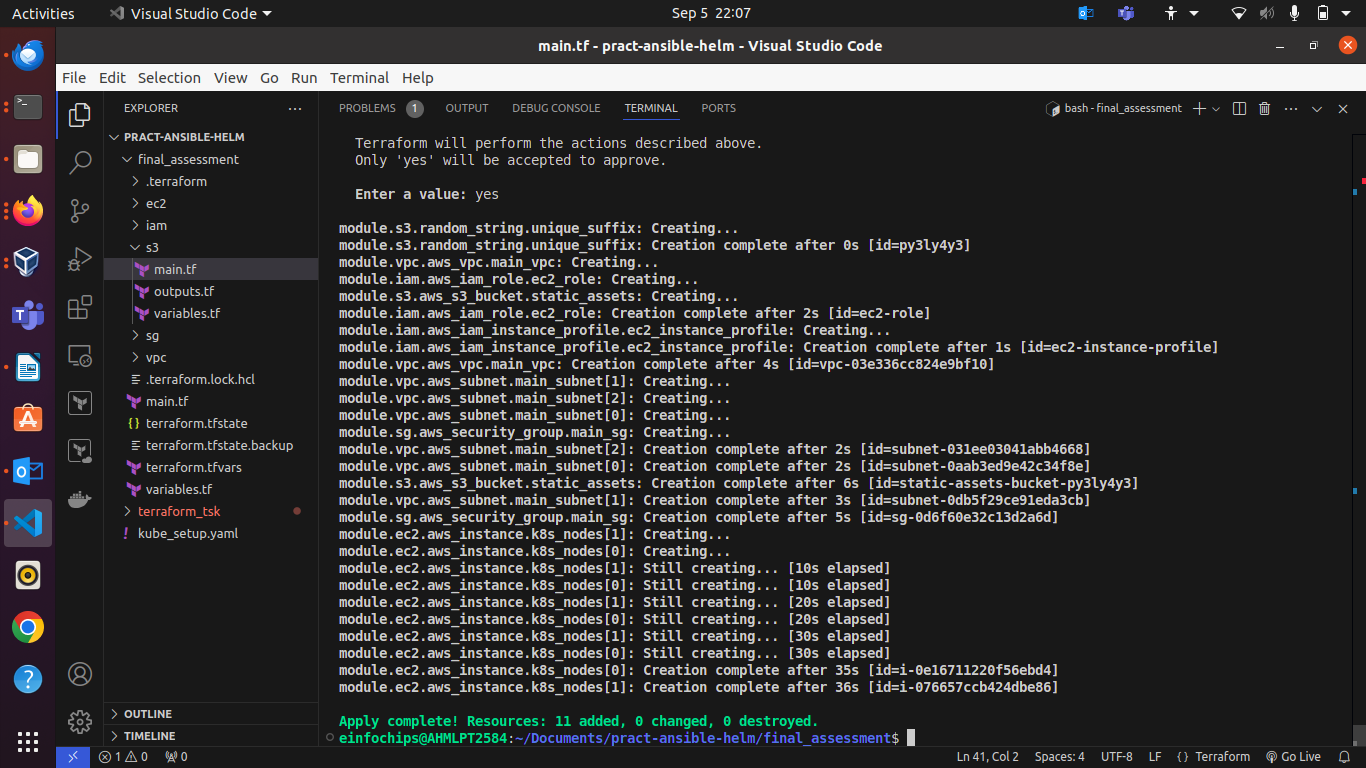 Activities
Visual Studio Code
Sep 5 22:07
main.tf - pract-ansible-helm - Visual Studio Code
File Edit Selection View Go Run Terminal Help
EXPLORER
PRACT-ANSIBLE-HELM
final_assessment
.terraform
ec2
iam
s3
main.tf
outputs.tf
variables.tf
sg
vpc
.terraform.lock.hcl
main.tf
terraform.tfstate
terraform.tfstate.backup
terraform.tfvars
variables.tf
terraform_tsk
kube_setup.yaml
OUTLINE
TIMELINE
PROBLEMS 1 OUTPUT DEBUG CONSOLE TERMINAL PORTS
bash - final_assessment
Terraform will perform the actions described above.
Only 'yes' will be accepted to approve.
Enter a value: yes
module.s3.random_string.unique_suffix: Creating...
module.s3.random_string.unique_suffix: Creation complete after 0s [id=py3ly4y3]
module.vpc.aws_vpc.main_vpc: Creating...
module.iam.aws_iam_role.ec2_role: Creating...
module.s3.aws_s3_bucket.static_assets: Creating...
module.iam.aws_iam_role.ec2_role: Creation complete after 2s [id=ec2-role]
module.iam.aws_iam_instance_profile.ec2_instance_profile: Creating...
module.iam.aws_iam_instance_profile.ec2_instance_profile: Creation complete after 1s [id=ec2-instance-profile]
module.vpc.aws_vpc.main_vpc: Creation complete after 4s [id=vpc-03e336cc824e9bf10]
module.vpc.aws_subnet.main_subnet[1]: Creating...
module.vpc.aws_subnet.main_subnet[2]: Creating...
module.vpc.aws_subnet.main_subnet[0]: Creating...
module.sg.aws_security_group.main_sg: Creating...
module.vpc.aws_subnet.main_subnet[2]: Creation complete after 2s [id=subnet-031ee03041abb4668]
module.vpc.aws_subnet.main_subnet[0]: Creation complete after 2s [id=subnet-0aab3ed9e42c34f8e]
module.s3.aws_s3_bucket.static_assets: Creation complete after 6s [id=static-assets-bucket-py3ly4y3]
module.vpc.aws_subnet.main_subnet[1]: Creation complete after 3s [id=subnet-0db5f29ce91eda3cb]
module.sg.aws_security_group.main_sg: Creation complete after 5s [id=sg-0d6f60e32c13d2a6d]
module.ec2.aws_instance.k8s_nodes[1]: Creating...
module.ec2.aws_instance.k8s_nodes[0]: Creating...
module.ec2.aws_instance.k8s_nodes[1]: Still creating... [10s elapsed]
module.ec2.aws_instance.k8s_nodes[0]: Still creating... [10s elapsed]
module.ec2.aws_instance.k8s_nodes[1]: Still creating... [20s elapsed]
module.ec2.aws_instance.k8s_nodes[0]: Still creating... [20s elapsed]
module.ec2.aws_instance.k8s_nodes[1]: Still creating... [30s elapsed]
module.ec2.aws_instance.k8s_nodes[0]: Still creating... [30s elapsed]
module.ec2.aws_instance.k8s_nodes[0]: Creation complete after 35s [id=i-0e16711220f56ebd4]
module.ec2.aws_instance.k8s_nodes[1]: Creation complete after 36s [id=i-076657ccb424dbe86]
Apply complete! Resources: 11 added, 0 changed, 0 destroyed.
einfochips@AHMLPT2584:~/Documents/pract-ansible-helm/final_assessment$
1 0 0
Ln 41, Col 2 Spaces: 4 UTF-8 LF {} Terraform Go Live